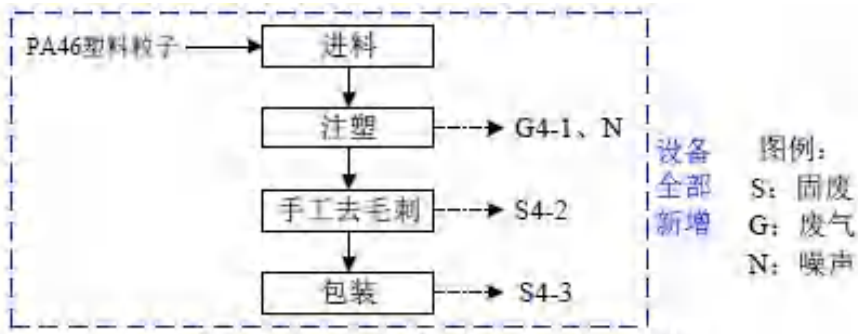 PA46塑料粒子
进料
注塑
G4-1、N
手工去毛刺
S4-2
包装
S4-3
设备
全部
新增
图例：
S：固废
G：废气
N：噪声